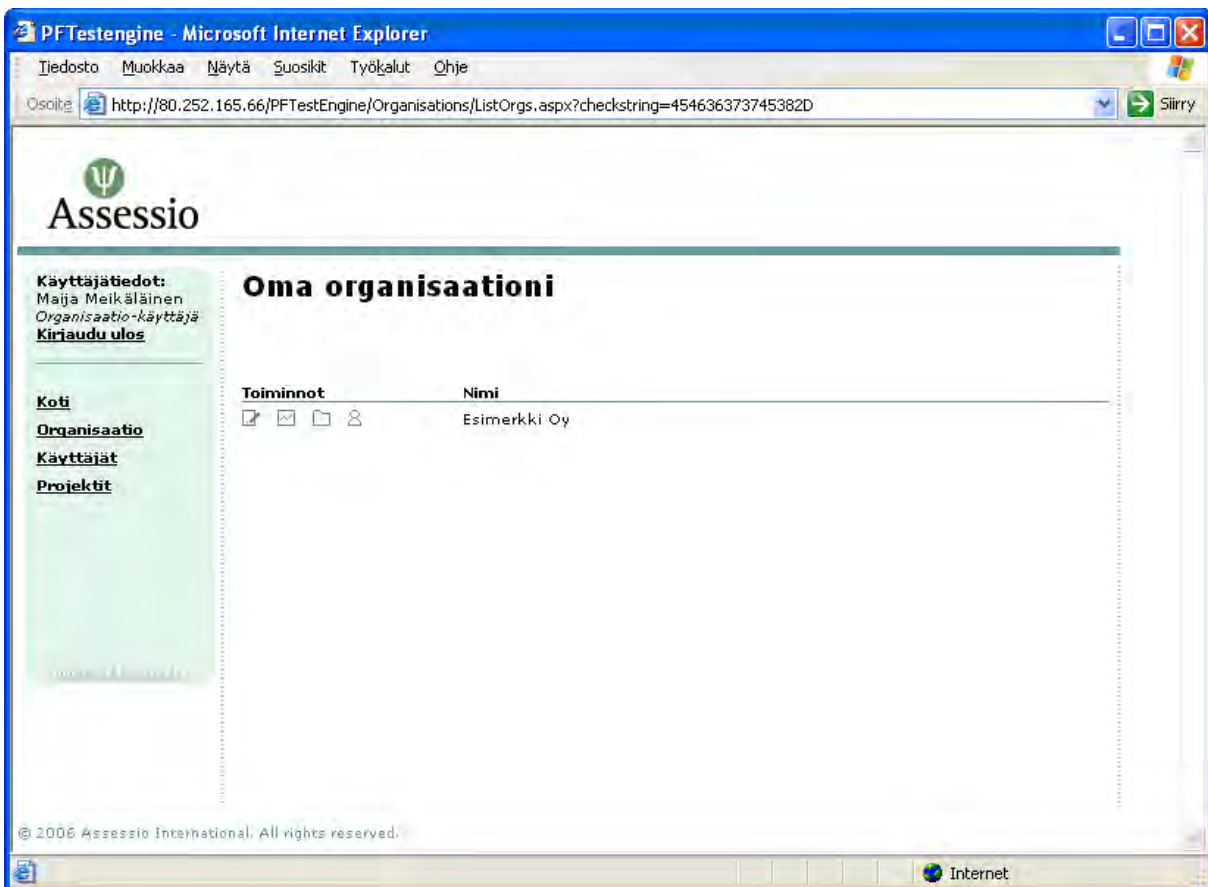 PFTestengine - Microsoft Internet Explorer
Tiedosto Muokkaa Näytä Suosikit Työkalut Ohje
Osoite http://80.252.165.66/PFTestEngine/Organisations/ListOrgs.aspx?checkstring=454636373745382D Siirry
Ψ
Assessio
Käyttäjätiedot:
Maija Meikäläinen
Organisaatio-käyttäjä
Kirjaudu ulos
Koti
Organisaatio
Käyttäjät
Projektit
Oma organisaationi
Toiminnot Nimi
Esimerkki Oy
© 2006 Assessio International. All rights reserved.
Internet